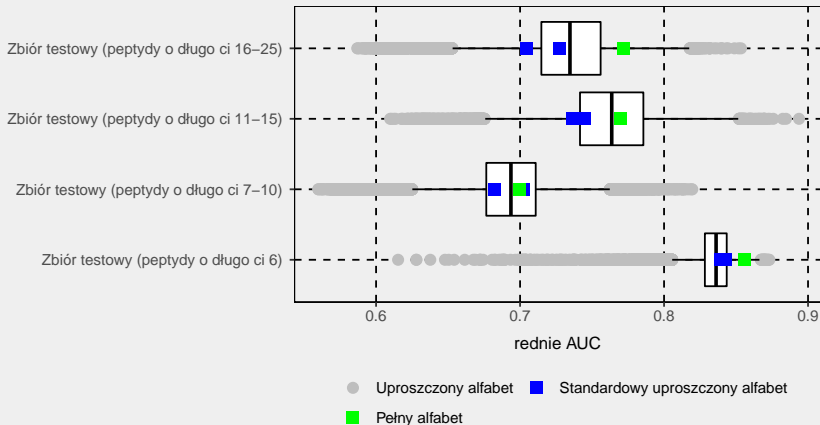 Zbiór testowy (peptydy o długo ci 16−25)
Zbiór testowy (peptydy o długo ci 11−15)
Zbiór testowy (peptydy o długo ci 7−10)
Zbiór testowy (peptydy o długo ci 6)
0.6 0.7 0.8 0.9
rednie AUC
Uproszczony alfabet Standardowy uproszczony alfabet
Pełny alfabet